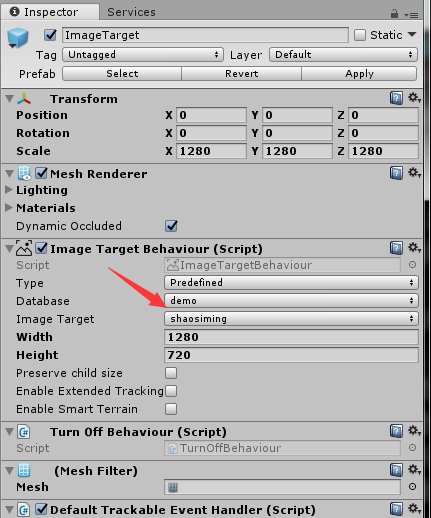 Inspector Services
ImageTarget Static
Tag Untagged Layer Default
Prefab Select Revert Apply
Transform
Position X 0 Y 0 Z 0
Rotation X 0 Y 0 Z 0
Scale X 1280 Y 1280 Z 1280
Mesh Renderer
Lighting
Materials
Dynamic Occluded
Image Target Behaviour (Script)
Script ImageTargetBehaviour
Type Predefined
Database demo
Image Target shaosiming
Width 1280
Height 720
Preserve child size
Enable Extended Tracking
Enable Smart Terrain
Turn Off Behaviour (Script)
Script TurnOffBehaviour
(Mesh Filter)
Mesh
Default Trackable Event Handler (Script)